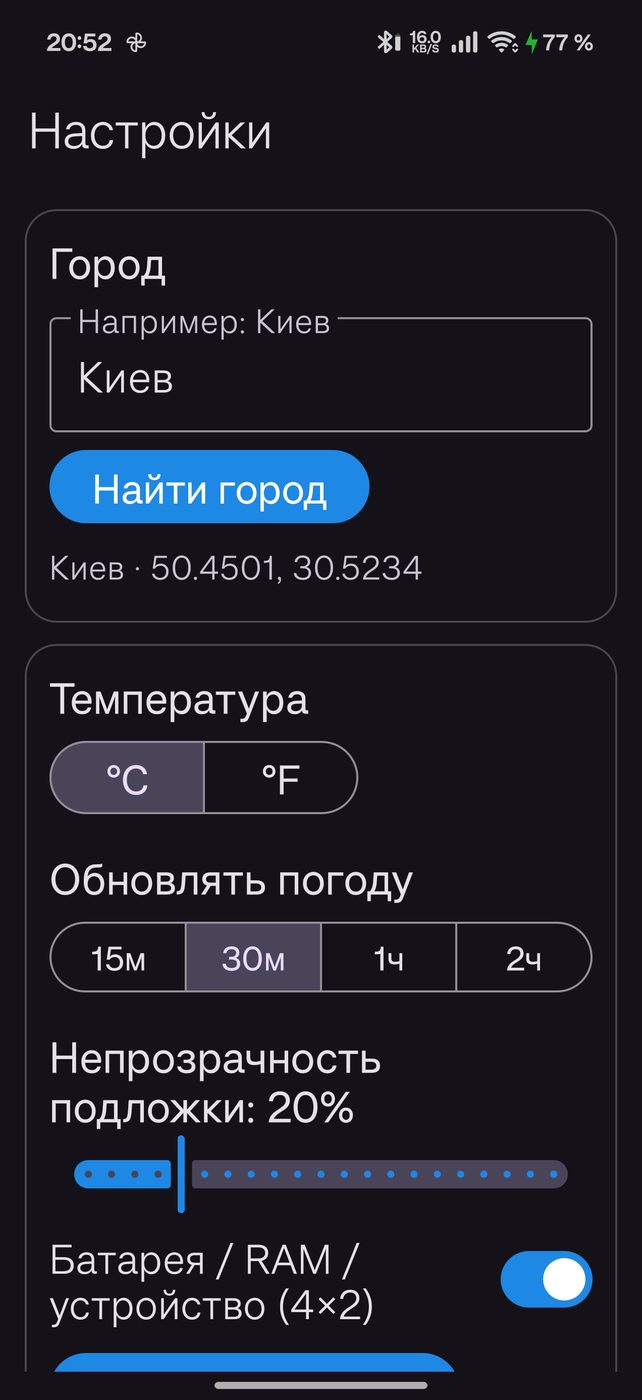 20:52 16.0 KB/S 77 %
Настройки
Город
Например: Киев
Киев
Найти город
Киев · 50.4501, 30.5234
Температура
°C °F
Обновлять погоду
15м 30м 1ч 2ч
Непрозрачность
подложки: 20%
Батарея / RAM /
устройство (4×2)